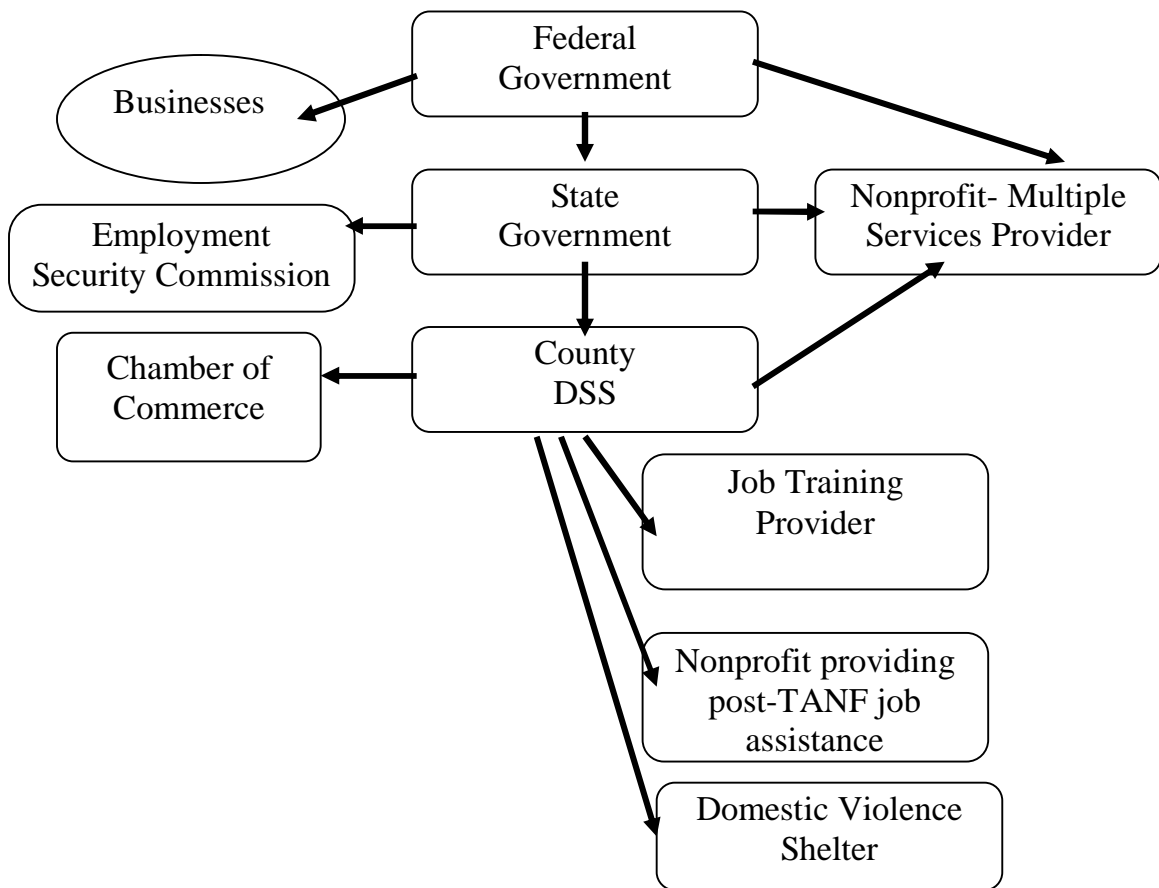 Federal
Government
Businesses
State
Government
Nonprofit- Multiple
Services Provider
Employment
Security Commission
County
DSS
Chamber of
Commerce
Job Training
Provider
Nonprofit providing
post-TANF job
assistance
Domestic Violence
Shelter